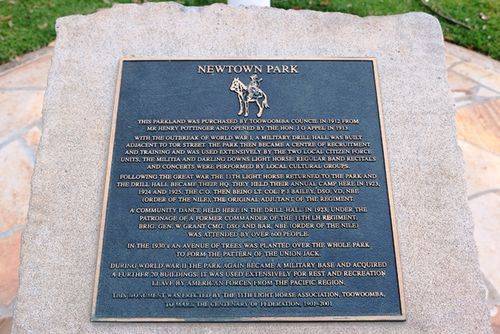 NEWTOWN PARK
THIS PARKLAND WAS PURCHASED BY TOOWOOMBA COUNCIL IN 1912 FROM
MR HENRY POTTINGER AND OPENED BY THE HON. J G APPEL IN 1913.
WITH THE OUTBREAK OF WORLD WAR I, A MILITARY DRILL HALL WAS BUILT
ADJACENT TO TOR STREET. THE PARK THEN BECAME A CENTRE OF RECRUITMENT
AND TRAINING AND WAS USED EXTENSIVELY BY THE TWO LOCAL CITIZEN FORCE
UNITS, THE MILITIA AND DARLING DOWNS LIGHT HORSE. REGULAR BAND RECITALS
AND CONCERTS WERE PERFORMED BY LOCAL CULTURAL GROUPS.
FOLLOWING THE GREAT WAR THE 11TH LIGHT HORSE RETURNED TO THE PARK AND
THE DRILL HALL BECAME THEIR HQ. THEY HELD THEIR ANNUAL CAMP HERE IN 1923,
1924 AND 1925, THE C.O. THEN BEING LT. COL. P J BAILEY, DSO, VD, NBE
(ORDER OF THE NILE), THE ORIGINAL ADJUTANT OF THE REGIMENT.
A COMMUNITY DANCE HELD HERE IN THE DRILL HALL IN 1923, UNDER THE
PATRONAGE OF A FORMER COMMANDER OF THE 11TH LH REGIMENT,
BRIG. GEN. W GRANT CMG, DSO AND BAR, NBE (ORDER OF THE NILE)
WAS ATTENDED BY OVER 600 PEOPLE.
IN THE 1930'S AN AVENUE OF TREES WAS PLANTED OVER THE WHOLE PARK
TO FORM THE PATTERN OF THE UNION JACK.
DURING WORLD WAR II THE PARK AGAIN BECAME A MILITARY BASE AND ACQUIRED
A FURTHER 20 BUILDINGS. IT WAS USED EXTENSIVELY FOR REST AND RECREATION
LEAVE BY AMERICAN FORCES FROM THE PACIFIC REGION.
THIS MONUMENT WAS ERECTED BY THE 11TH LIGHT HORSE ASSOCIATION, TOOWOOMBA,
TO MARK THE CENTENARY OF FEDERATION, 1901-2001.